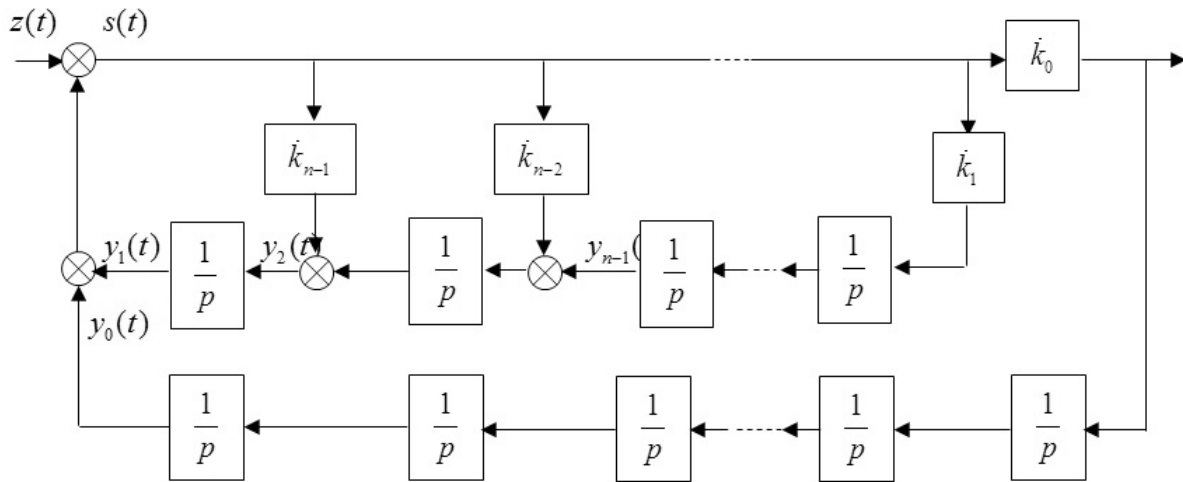 z(t) s(t)
k̇₀
k̇ₙ₋₁ k̇ₙ₋₂ k̇₁
y₁(t) 1/p y₂(t) 1/p yₙ₋₁( 1/p 1/p
y₀(t)
1/p 1/p 1/p 1/p 1/p